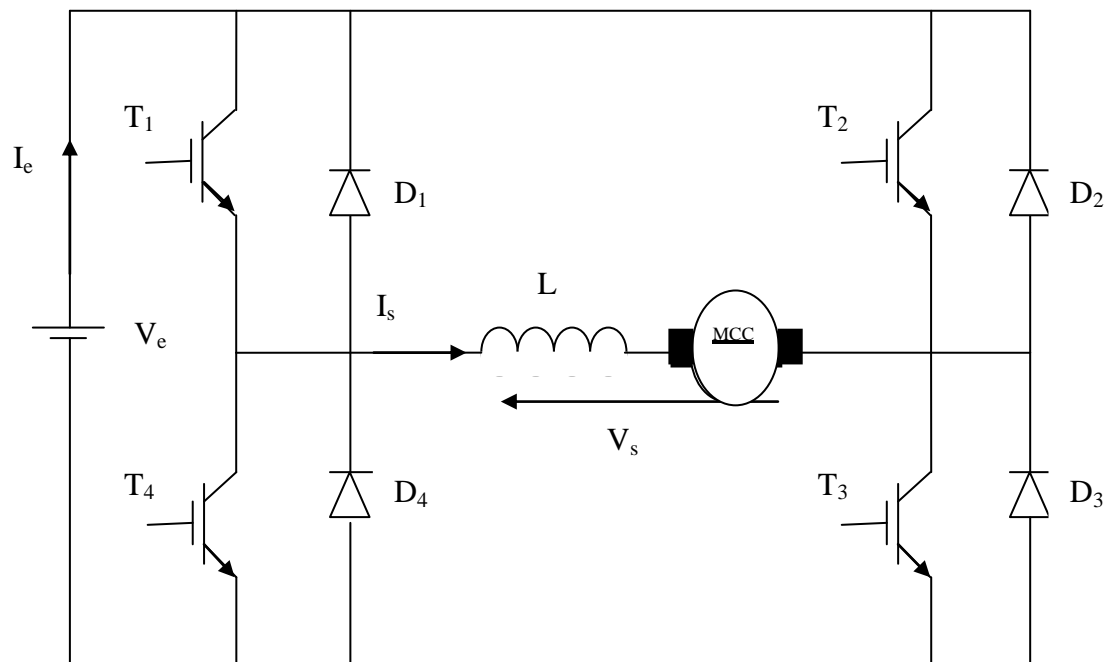 T₁
T₂
Iₑ
D₁
D₂
L
Iₛ
MCC
Vₑ
Vₛ
T₄
T₃
D₄
D₃